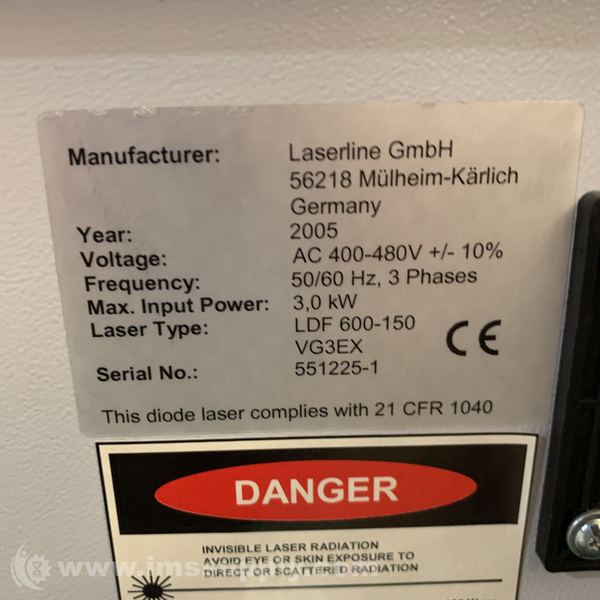 Manufacturer: Laserline GmbH
56218 Mülheim-Kärlich
Germany
Year: 2005
Voltage: AC 400-480V +/- 10%
Frequency: 50/60 Hz, 3 Phases
Max. Input Power: 3,0 kW
Laser Type: LDF 600-150
VG3EX
CE
Serial No.: 551225-1
This diode laser complies with 21 CFR 1040
DANGER
INVISIBLE LASER RADIATION
AVOID EYE OR SKIN EXPOSURE TO
DIRECT OR SCATTERED RADIATION